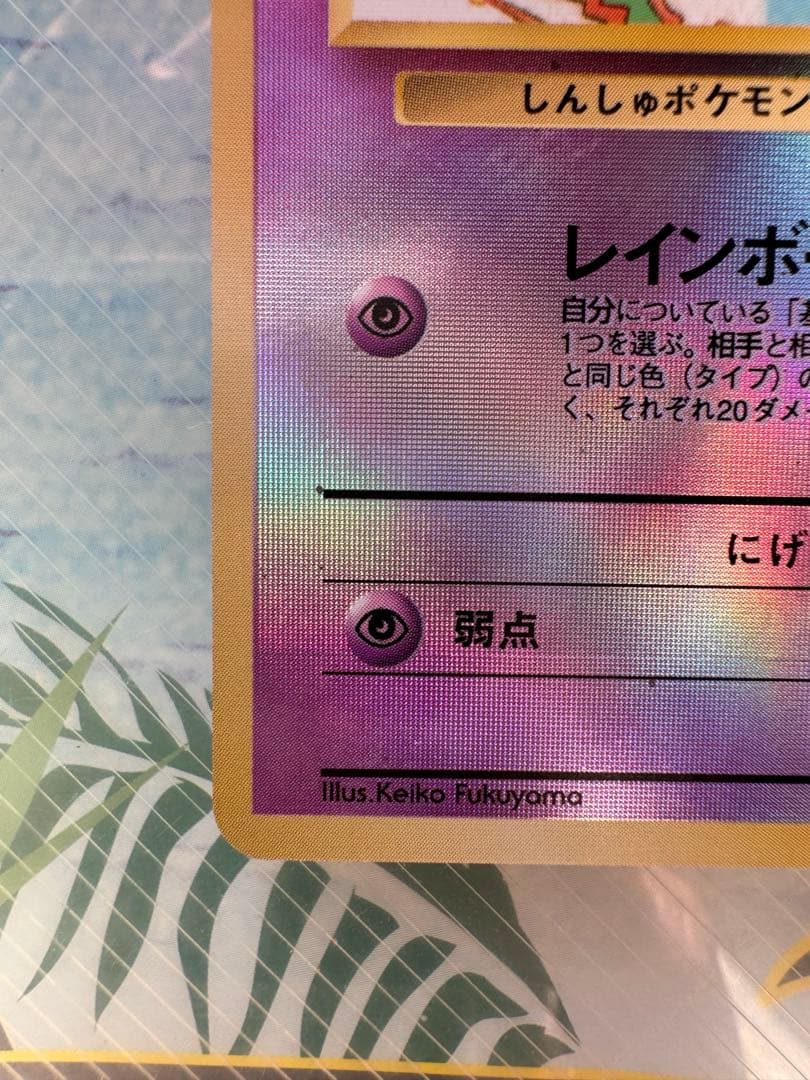 しんしゅポケモン
レインボ
自分についている「
1つを選ぶ。相手と相
と同じ色（タイプ）の
く、それぞれ20ダメ
にげ
弱点
Illus.Keiko Fukuyama